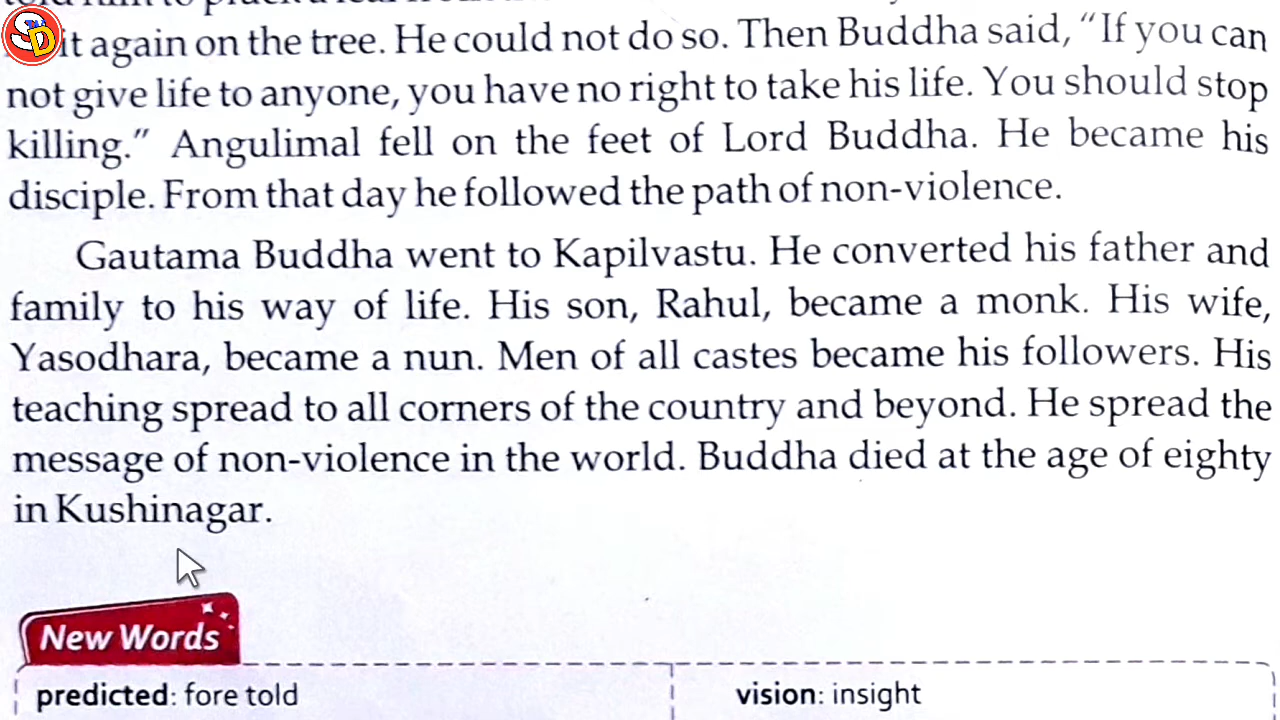 it again on the tree. He could not do so. Then Buddha said, “If you can
not give life to anyone, you have no right to take his life. You should stop
killing.” Angulimal fell on the feet of Lord Buddha. He became his
disciple. From that day he followed the path of non-violence.
Gautama Buddha went to Kapilvastu. He converted his father and
family to his way of life. His son, Rahul, became a monk. His wife,
Yasodhara, became a nun. Men of all castes became his followers. His
teaching spread to all corners of the country and beyond. He spread the
message of non-violence in the world. Buddha died at the age of eighty
in Kushinagar.
New Words
predicted: fore told
vision: insight